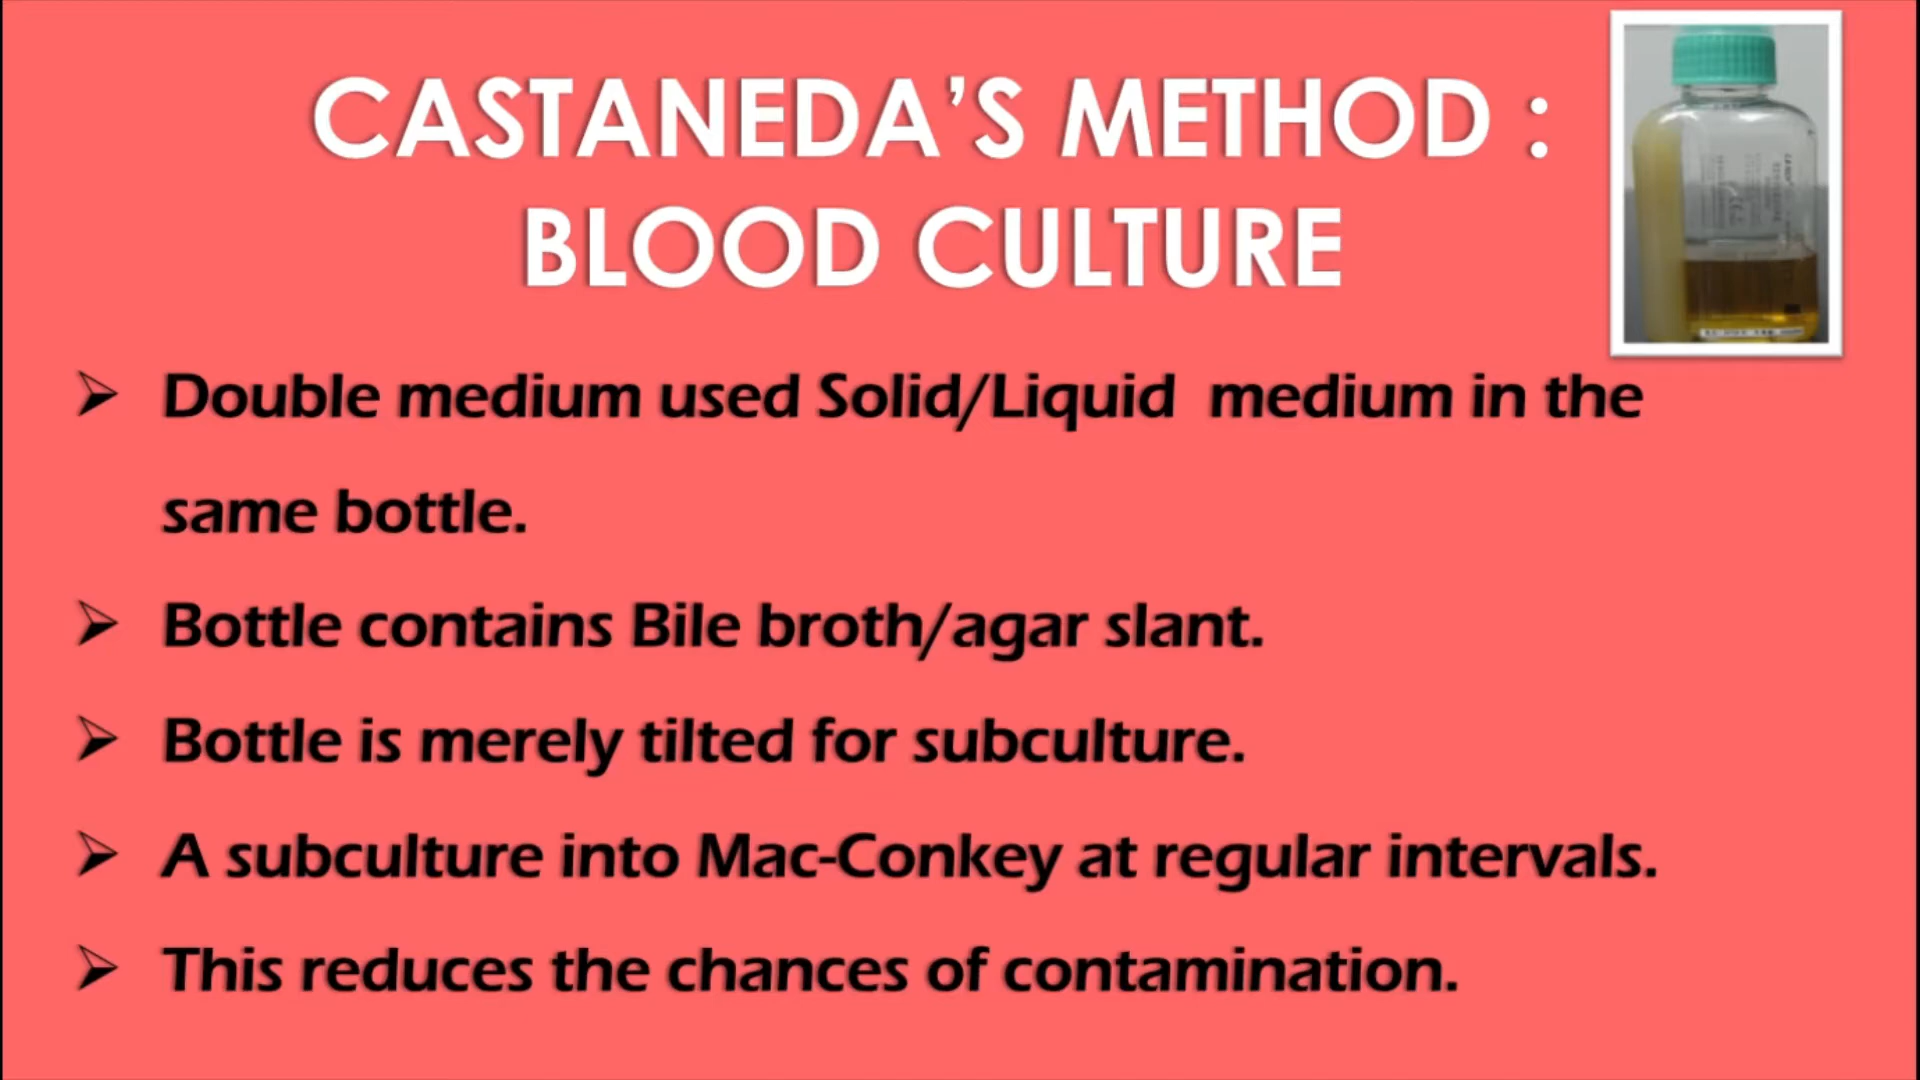 CASTANEDA’S METHOD :
BLOOD CULTURE
➢ Double medium used Solid/Liquid medium in the
same bottle.
➢ Bottle contains Bile broth/agar slant.
➢ Bottle is merely tilted for subculture.
➢ A subculture into Mac-Conkey at regular intervals.
➢ This reduces the chances of contamination.